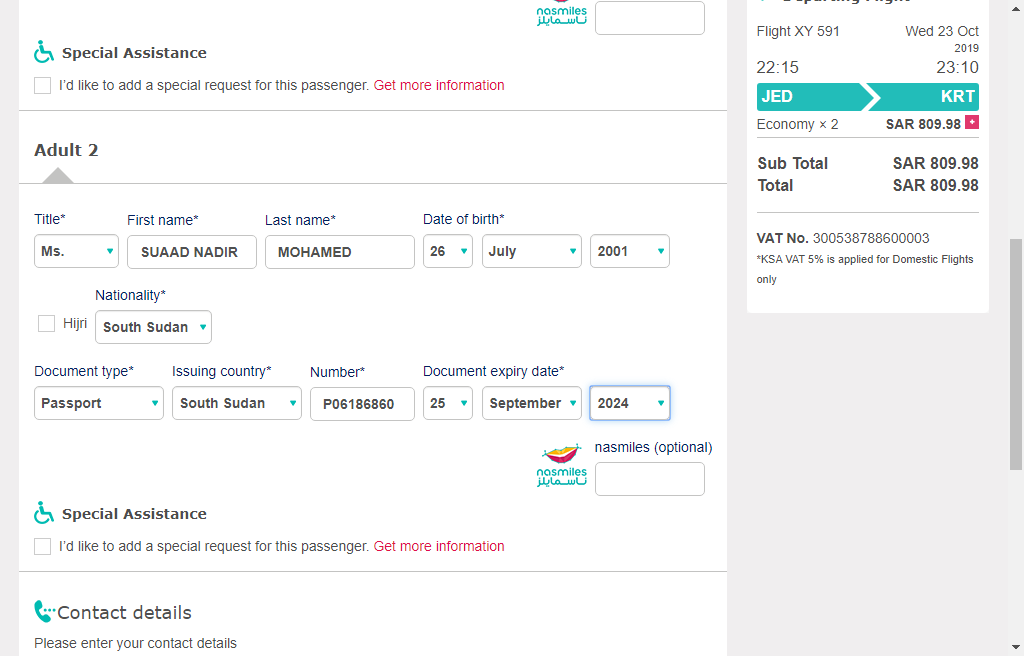 nasmiles
ناسمايلز
Special Assistance
I'd like to add a special request for this passenger. Get more information
Adult 2
Title*
First name*
Last name*
Date of birth*
Ms.
SUAAD NADIR
MOHAMED
26
July
2001
Hijri
Nationality*
South Sudan
Document type*
Issuing country*
Number*
Document expiry date*
Passport
South Sudan
P06186860
25
September
2024
nasmiles (optional)
nasmiles
ناسمايلز
Special Assistance
I'd like to add a special request for this passenger. Get more information
Contact details
Please enter your contact details
Departing Flight
Flight XY 591
Wed 23 Oct
2019
22:15
23:10
JED
KRT
Economy × 2
SAR 809.98 +
Sub Total
SAR 809.98
Total
SAR 809.98
VAT No. 300538788600003
*KSA VAT 5% is applied for Domestic Flights
only